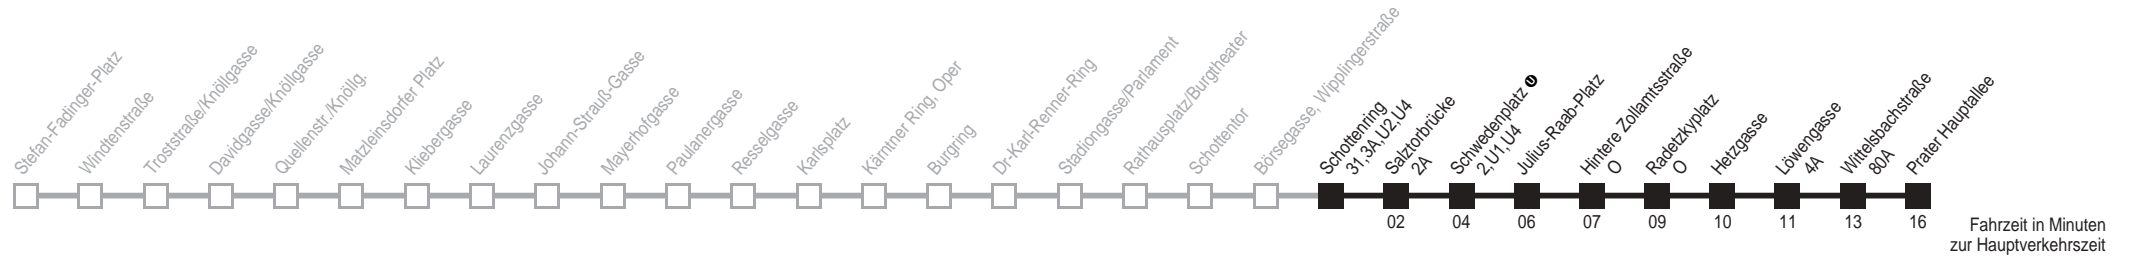 Stefan-Fadinger-Platz
Windtenstraße
Troststraße/Knöllgasse
Davidgasse/Knöllgasse
Quellenstr./Knöllg.
Matzleinsdorfer Platz
Kliebergasse
Laurenzgasse
Johann-Strauß-Gasse
Mayerhofgasse
Paulanergasse
Resselgasse
Karlsplatz
Kärntner Ring, Oper
Burgring
Dr-Karl-Renner-Ring
Stadiongasse/Parlament
Rathausplatz/Burgtheater
Schottentor
Börsegasse, Wipplingerstraße
Schottenring
31,3A,U2,U4
Salztorbrücke
2A
Schwedenplatz U
2,U1,U4
Julius-Raab-Platz
Hintere Zollamtsstraße
O
Radetzkyplatz
O
Hetzgasse
Löwengasse
4A
Wittelsbachstraße
80A
Prater Hauptallee
02 04 06 07 09 10 11 13 16
Fahrzeit in Minuten
zur Hauptverkehrszeit